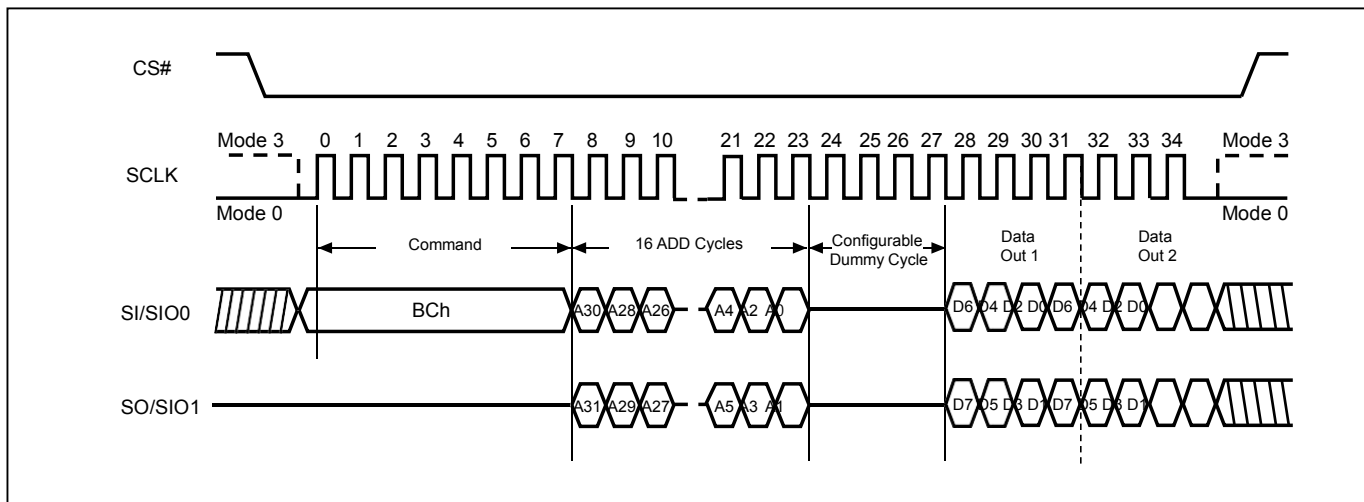 CS#
Mode 3 0 1 2 3 4 5 6 7 8 9 10 21 22 23 24 25 26 27 28 29 30 31 32 33 34 Mode 3
SCLK
Mode 0 Mode 0
Command 16 ADD Cycles Configurable Dummy Cycle Data Out 1 Data Out 2
SI/SIO0 BCh A30 A28 A26 A4 A2 A0 D6 D4 D2 D0 D6 D4 D2 D0
SO/SIO1 A31 A29 A27 A5 A3 A1 D7 D5 D3 D1 D7 D5 D3 D1